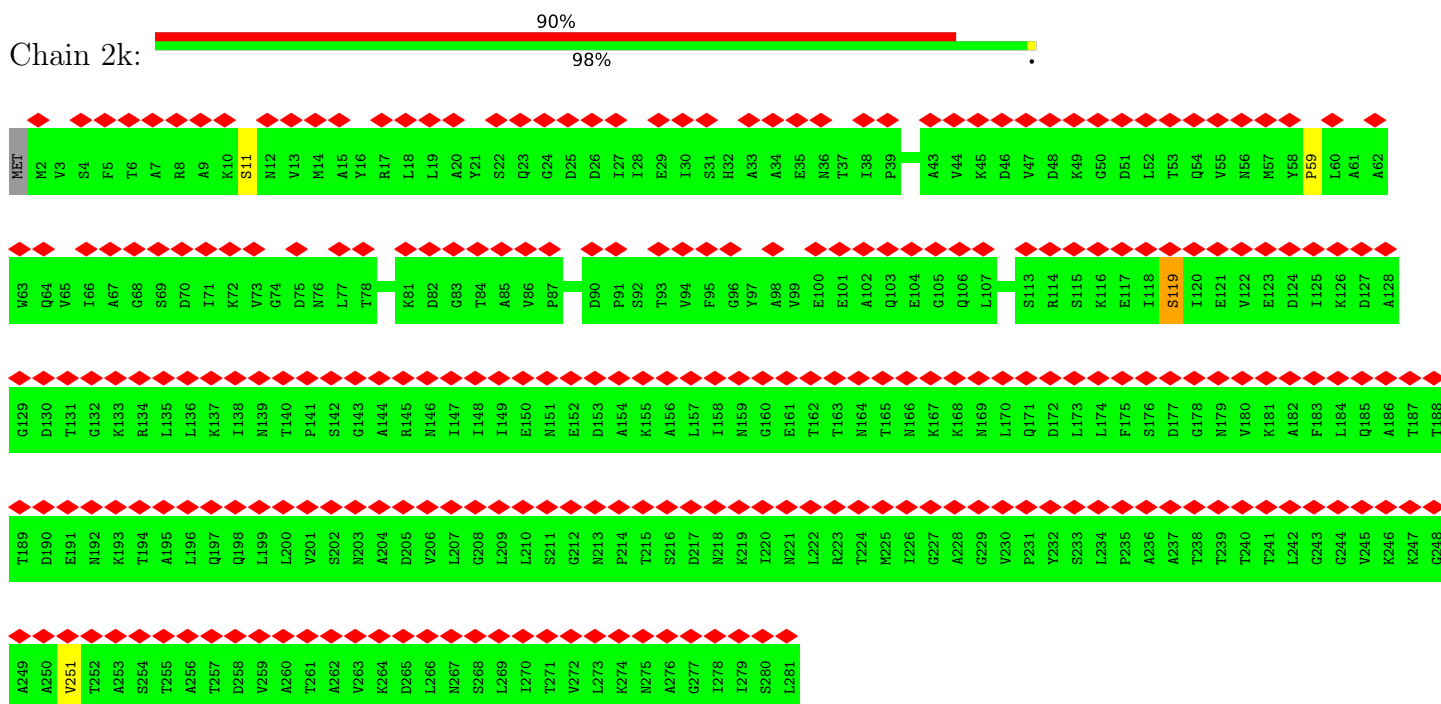 90%
Chain 2k:
98% .
MET M2 V3 S4 F5 T6 A7 R8 A9 K10 S11 N12 V13 M14 A15 Y16 R17 L18 L19 A20 Y21 S22 Q23 G24 D25 D26 I27 I28 E29 I30 S31 H32 A33 A34 E35 N36 T37 I38 P39 A43 V44 K45 D46 V47 D48 K49 G50 D51 L52 T53 Q54 V55 N56 M57 Y58 P59 L60 A61 A62
W63 Q64 V65 I66 A67 G68 S69 D70 I71 K72 V73 G74 D75 N76 L77 T78 K81 D82 G83 T84 A85 V86 P87 D90 P91 S92 T93 V94 F95 G96 Y97 A98 V99 E100 E101 A102 Q103 E104 G105 Q106 L107 S113 R114 S115 K116 E117 I118 S119 I120 E121 V122 E123 D124 I125 K126 D127 A128
G129 D130 T131 G132 K133 R134 L135 L136 K137 I138 N139 T140 P141 S142 G143 A144 R145 N146 I147 I148 I149 E150 N151 E152 D153 A154 K155 A156 L157 I158 N159 G160 E161 T162 T163 N164 T165 N166 K167 K168 N169 L170 Q171 D172 L173 L174 F175 S176 D177 G178 N179 V180 K181 A182 F183 L184 Q185 A186 T187 T188
T189 D190 E191 N192 K193 T194 A195 L196 Q197 Q198 L199 L200 V201 S202 N203 A204 D205 V206 L207 G208 L209 L210 S211 G212 N213 P214 T215 S216 D217 N218 K219 I220 N221 L222 R223 T224 M225 I226 G227 A228 G229 V230 P231 Y232 S233 L234 P235 A236 A237 T238 T239 T240 T241 L242 G243 G244 V245 K246 K247 G248
A249 A250 V251 T252 A253 S254 T255 A256 T257 D258 V259 A260 T261 A262 V263 K264 D265 L266 N267 S268 L269 I270 T271 V272 L273 K274 N275 A276 G277 I278 I279 S280 L281